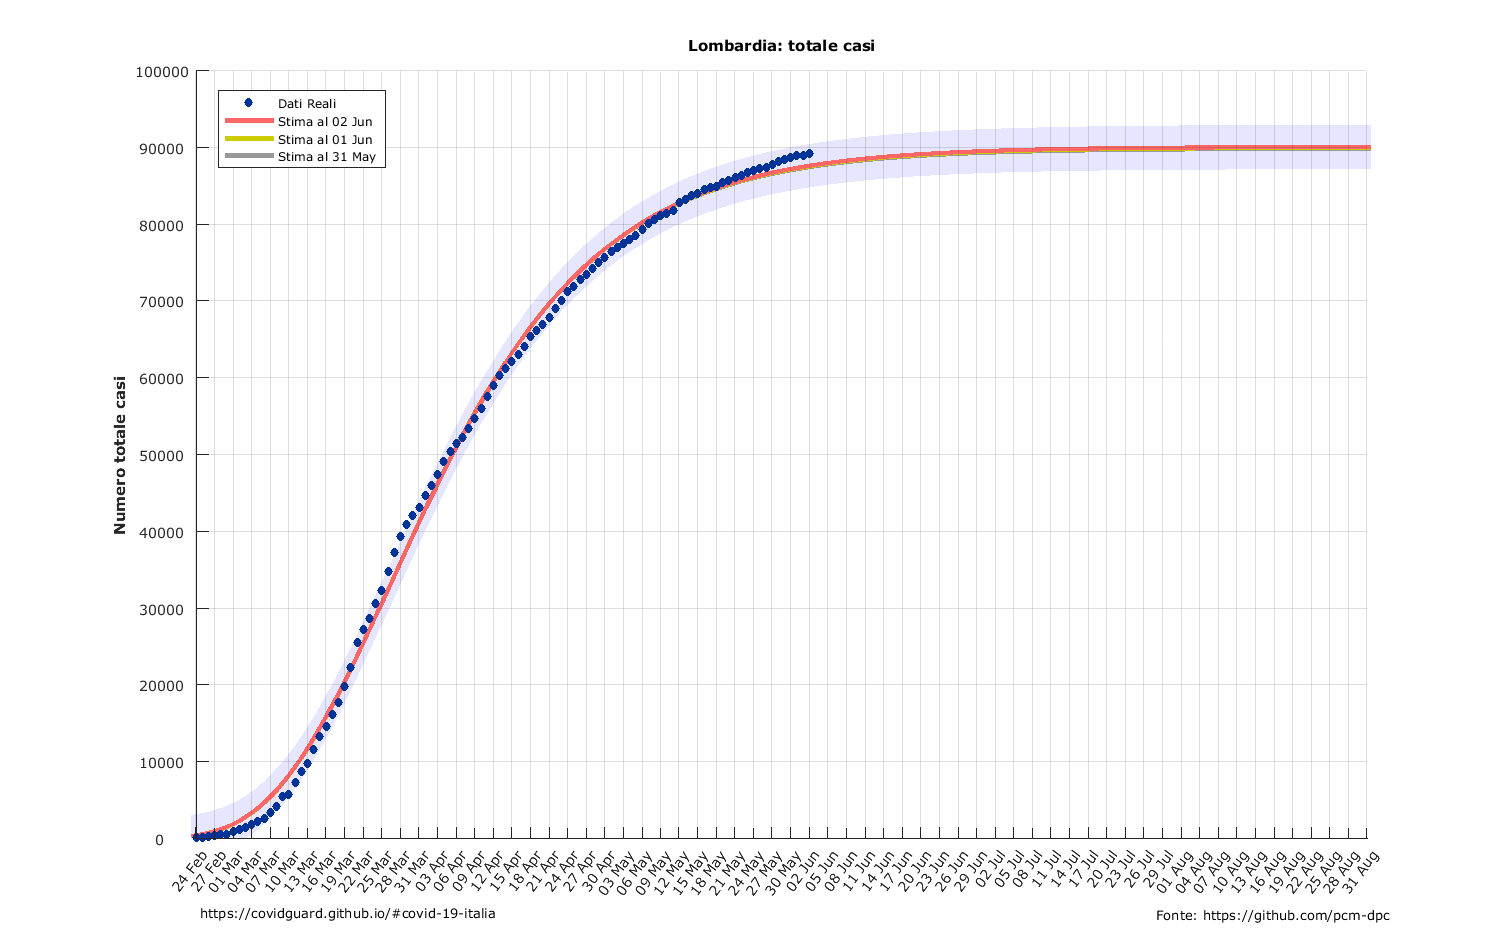 Lombardia: totale casi
100000
90000
80000
70000
60000
50000
40000
30000
20000
10000
0
Numero totale casi
Dati Reali
Stima al 02 Jun
Stima al 01 Jun
Stima al 31 May
24 Feb
27 Feb
01 Mar
04 Mar
07 Mar
10 Mar
13 Mar
16 Mar
19 Mar
22 Mar
25 Mar
28 Mar
31 Mar
03 Apr
06 Apr
09 Apr
12 Apr
15 Apr
18 Apr
21 Apr
24 Apr
27 Apr
30 Apr
03 May
06 May
09 May
12 May
15 May
18 May
21 May
24 May
27 May
30 May
02 Jun
05 Jun
08 Jun
11 Jun
14 Jun
17 Jun
20 Jun
23 Jun
26 Jun
29 Jun
02 Jul
05 Jul
08 Jul
11 Jul
14 Jul
17 Jul
20 Jul
23 Jul
26 Jul
29 Jul
01 Aug
04 Aug
07 Aug
10 Aug
13 Aug
16 Aug
19 Aug
22 Aug
25 Aug
28 Aug
31 Aug
https://covidguard.github.io/#covid-19-italia
Fonte: https://github.com/pcm-dpc